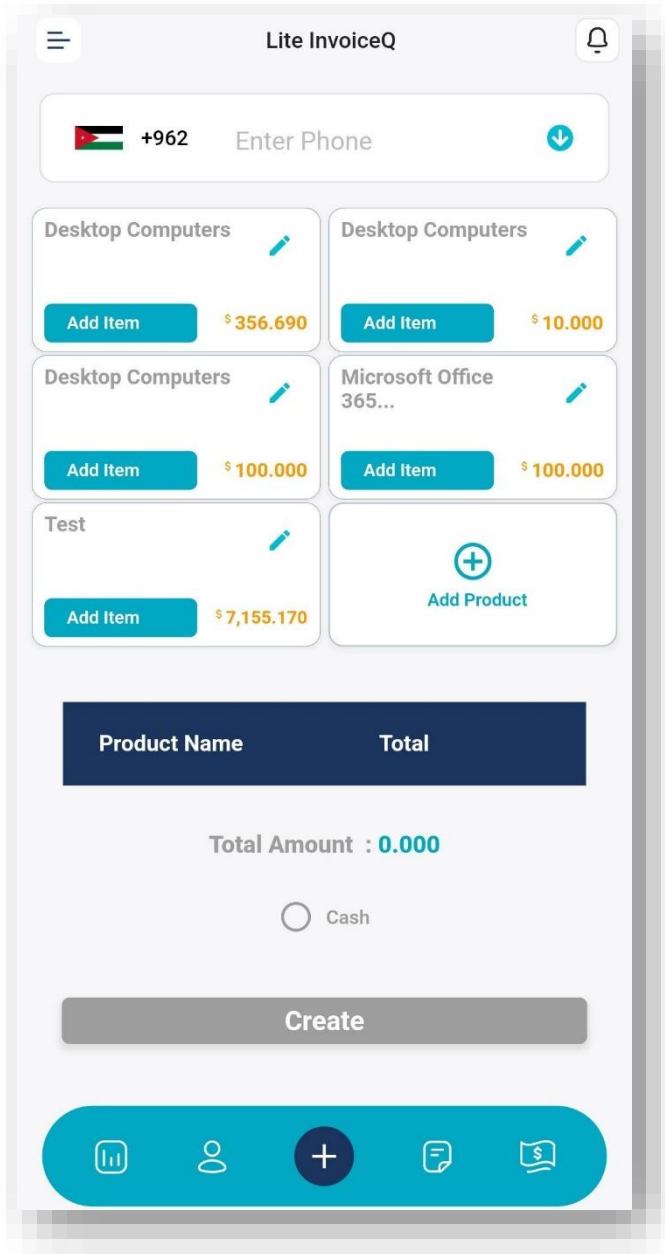 Lite InvoiceQ
+962 Enter Phone
Desktop Computers
Add Item $ 356.690
Desktop Computers
Add Item $ 10.000
Desktop Computers
Add Item $ 100.000
Microsoft Office
365...
Add Item $ 100.000
Test
Add Item $ 7,155.170
Add Product
Product Name Total
Total Amount : 0.000
Cash
Create
$